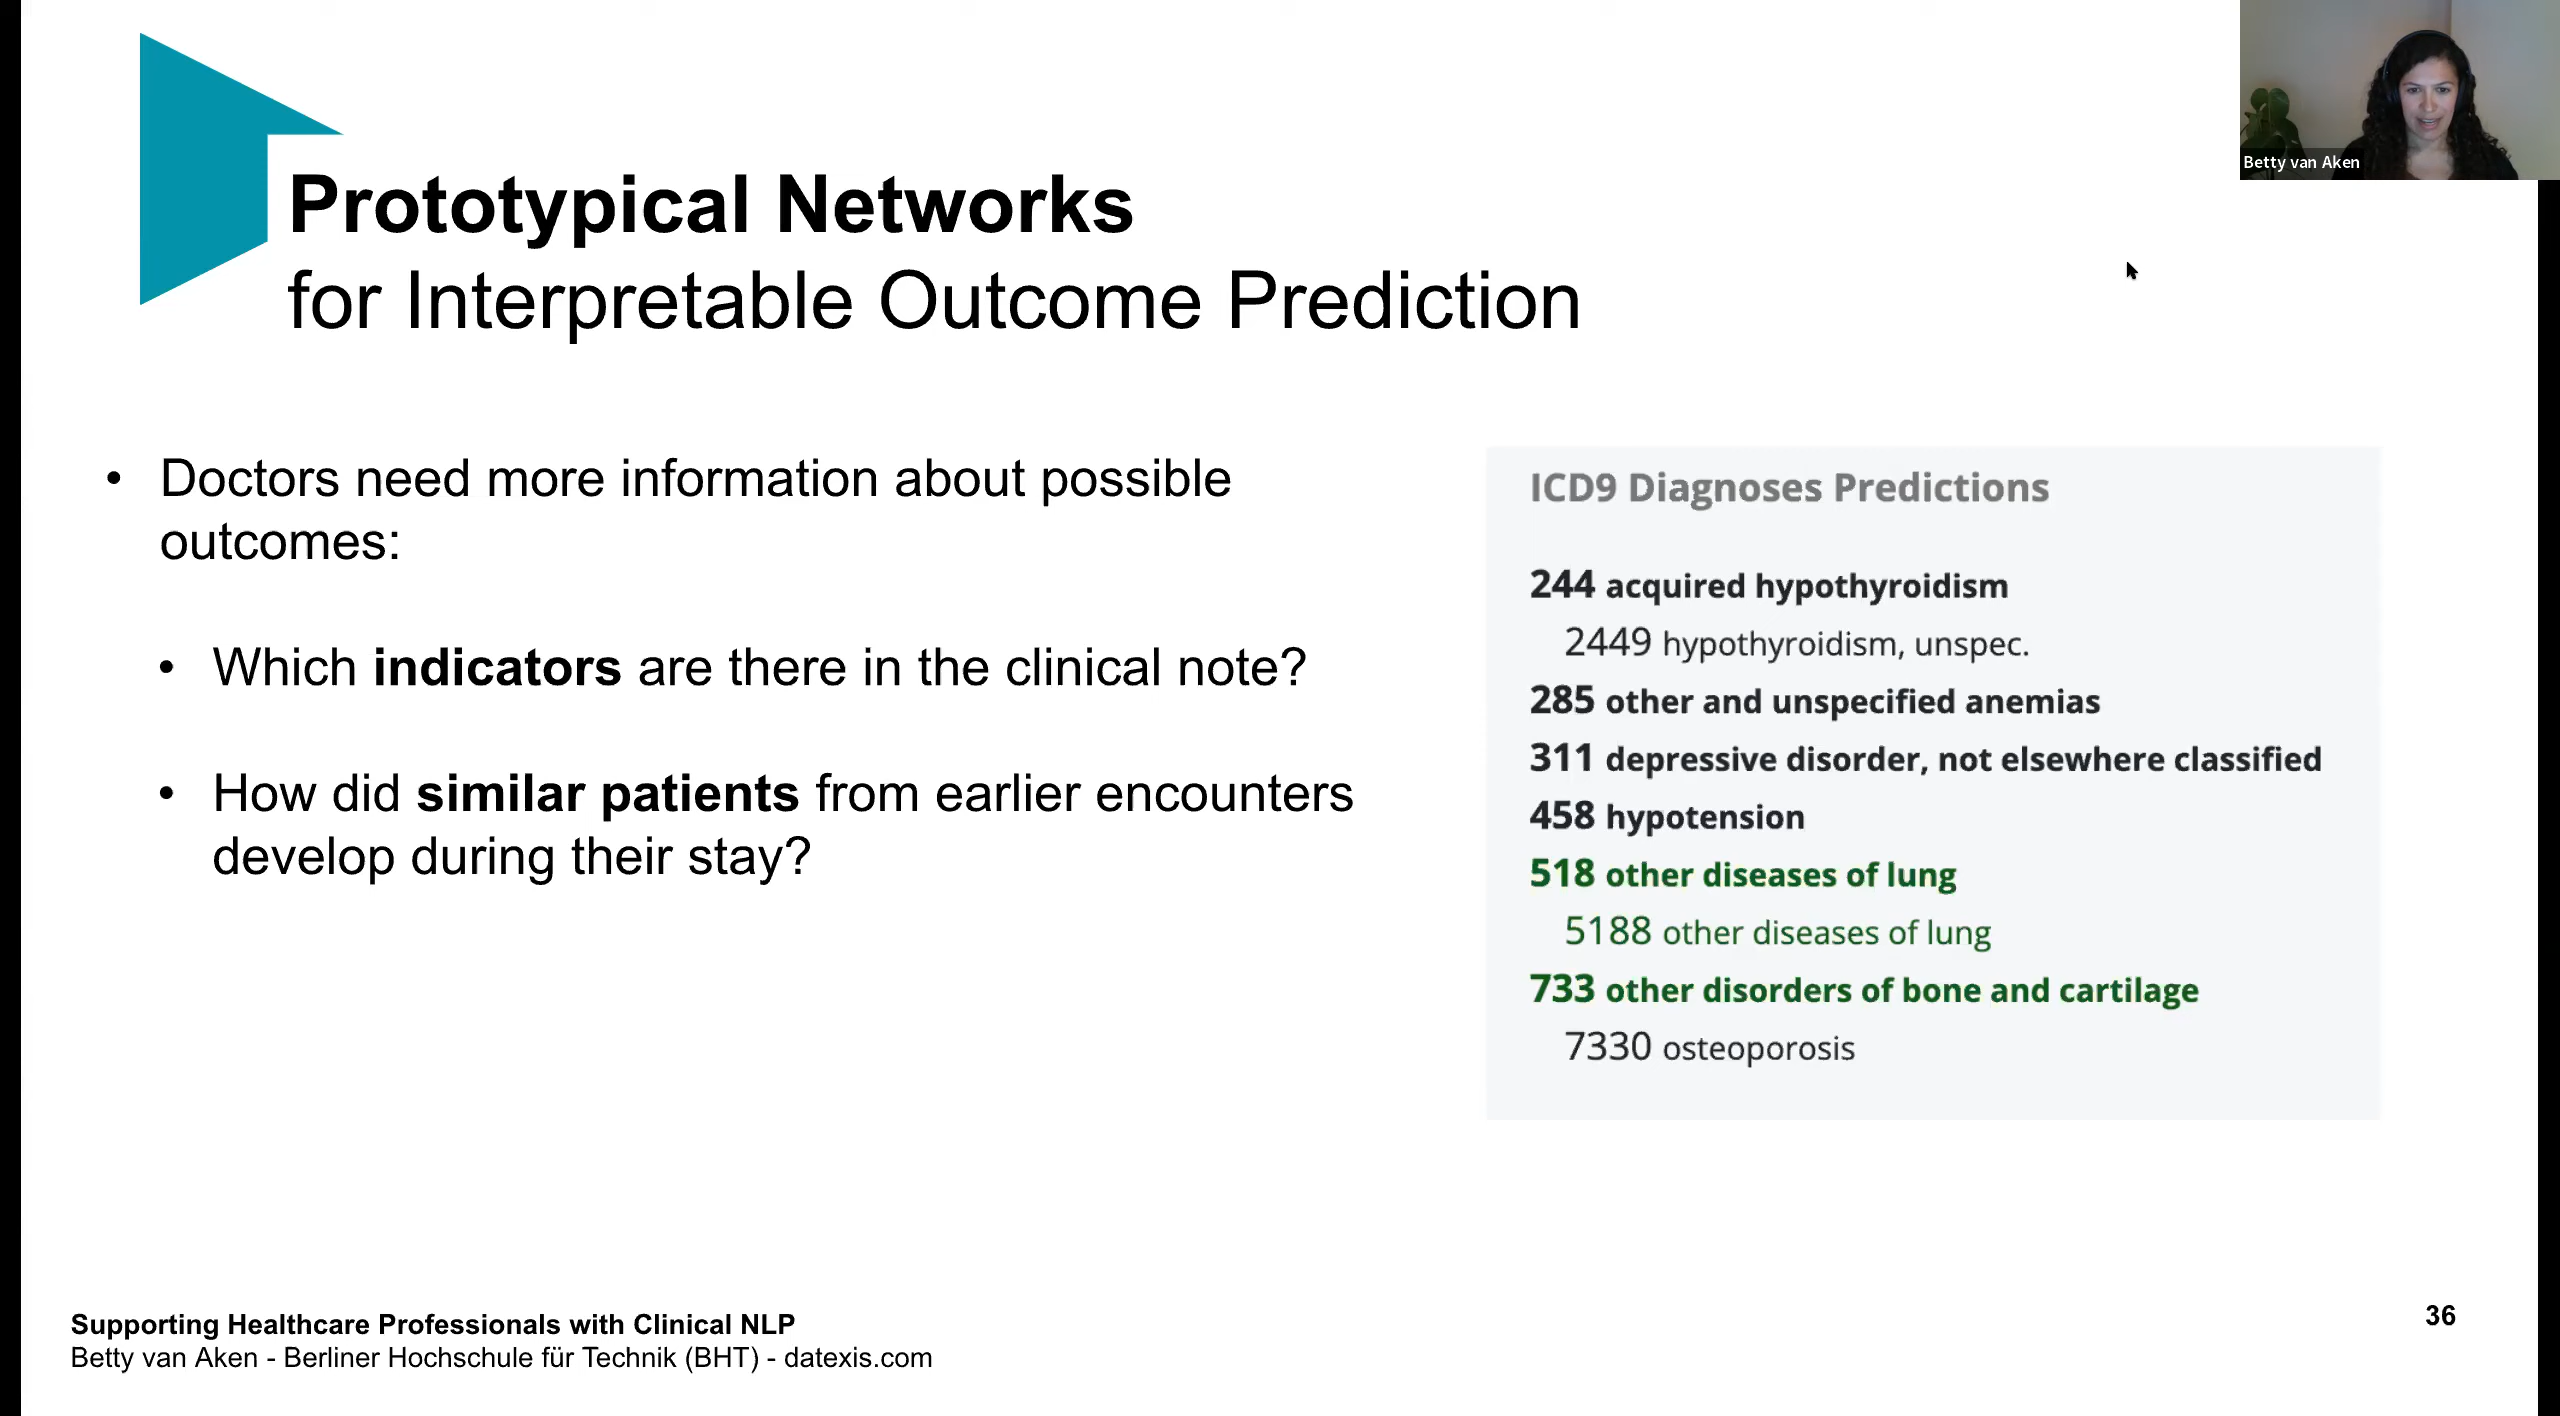 Betty van Aken
Prototypical Networks
for Interpretable Outcome Prediction
• Doctors need more information about possible
outcomes:
• Which indicators are there in the clinical note?
• How did similar patients from earlier encounters
develop during their stay?
ICD9 Diagnoses Predictions
244 acquired hypothyroidism
2449 hypothyroidism, unspec.
285 other and unspecified anemias
311 depressive disorder, not elsewhere classified
458 hypotension
518 other diseases of lung
5188 other diseases of lung
733 other disorders of bone and cartilage
7330 osteoporosis
Supporting Healthcare Professionals with Clinical NLP
Betty van Aken - Berliner Hochschule für Technik (BHT) - datexis.com
36